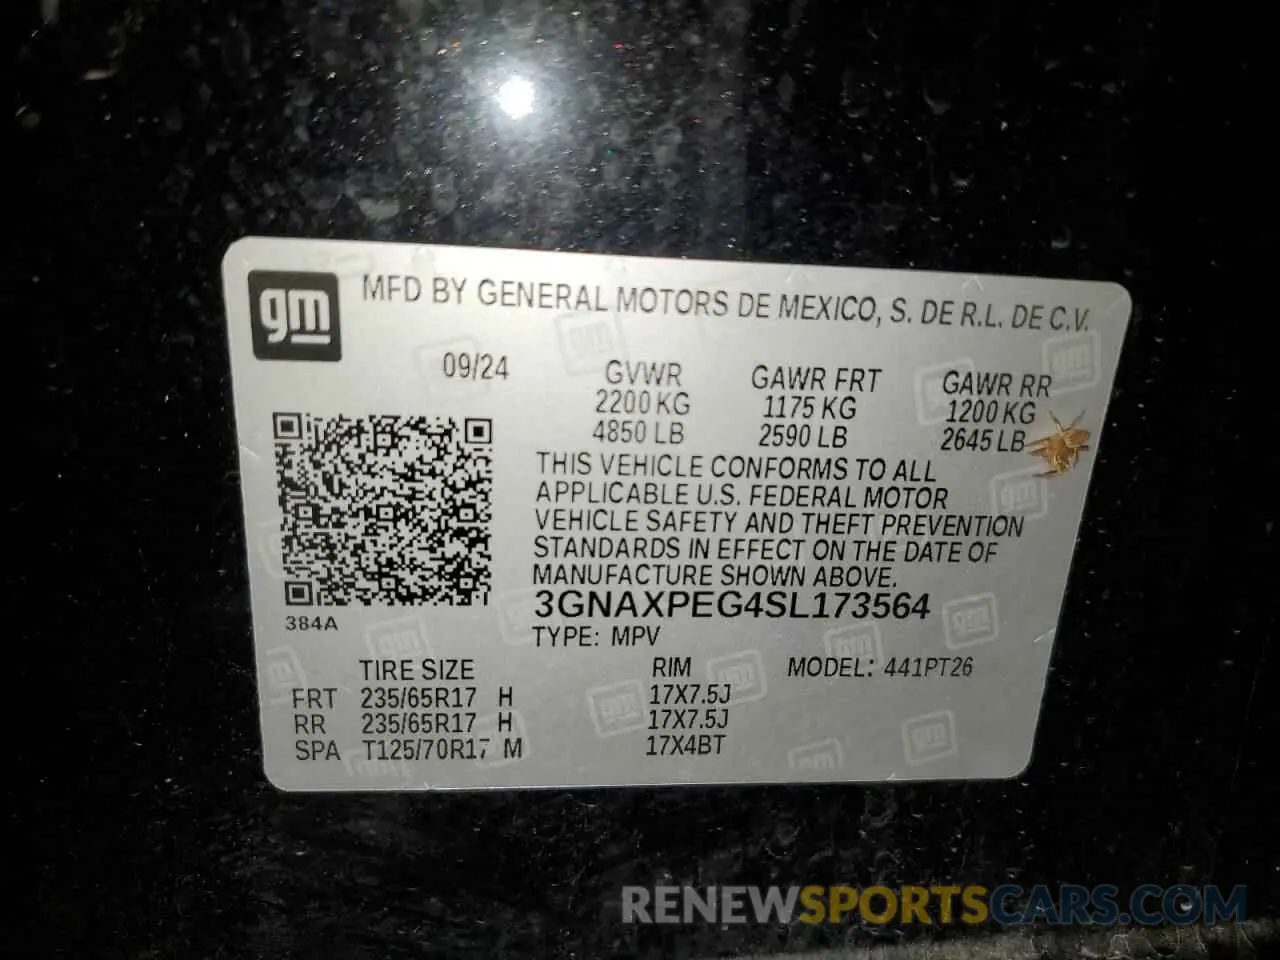 gm
MFD BY GENERAL MOTORS DE MEXICO, S. DE R.L. DE C.V.
09/24 GVWR GAWR FRT GAWR RR
2200 KG 1175 KG 1200 KG
4850 LB 2590 LB 2645 LB
THIS VEHICLE CONFORMS TO ALL
APPLICABLE U.S. FEDERAL MOTOR
VEHICLE SAFETY AND THEFT PREVENTION
STANDARDS IN EFFECT ON THE DATE OF
MANUFACTURE SHOWN ABOVE.
3GNAXPEG4SL173564
384A
TYPE: MPV
TIRE SIZE RIM MODEL: 441PT26
FRT 235/65R17 H 17X7.5J
RR 235/65R17 H 17X7.5J
SPA T125/70R17 M 17X4BT
RENEWSPORTSCARS.COM